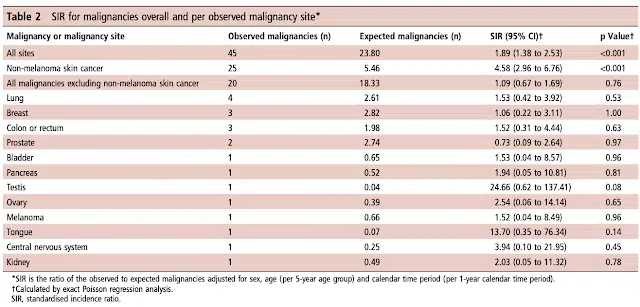 Table 2 SIR for malignancies overall and per observed malignancy site*
Malignancy or malignancy site Observed malignancies (n) Expected malignancies (n) SIR (95% CI)† p Value†
All sites 45 23.80 1.89 (1.38 to 2.53) <0.001
Non-melanoma skin cancer 25 5.46 4.58 (2.96 to 6.76) <0.001
All malignancies excluding non-melanoma skin cancer 20 18.33 1.09 (0.67 to 1.69) 0.76
Lung 4 2.61 1.53 (0.42 to 3.92) 0.53
Breast 3 2.82 1.06 (0.22 to 3.11) 1.00
Colon or rectum 3 1.98 1.52 (0.31 to 4.44) 0.63
Prostate 2 2.74 0.73 (0.09 to 2.64) 0.97
Bladder 1 0.65 1.53 (0.04 to 8.57) 0.96
Pancreas 1 0.52 1.94 (0.05 to 10.81) 0.81
Testis 1 0.04 24.66 (0.62 to 137.41) 0.08
Ovary 1 0.39 2.54 (0.06 to 14.14) 0.65
Melanoma 1 0.66 1.52 (0.04 to 8.49) 0.96
Tongue 1 0.07 13.70 (0.35 to 76.34) 0.14
Central nervous system 1 0.25 3.94 (0.10 to 21.95) 0.45
Kidney 1 0.49 2.03 (0.05 to 11.32) 0.78
*SIR is the ratio of the observed to expected malignancies adjusted for sex, age (per 5-year age group) and calendar time period (per 1-year calendar time period).
†Calculated by exact Poisson regression analysis.
SIR, standardised incidence ratio.